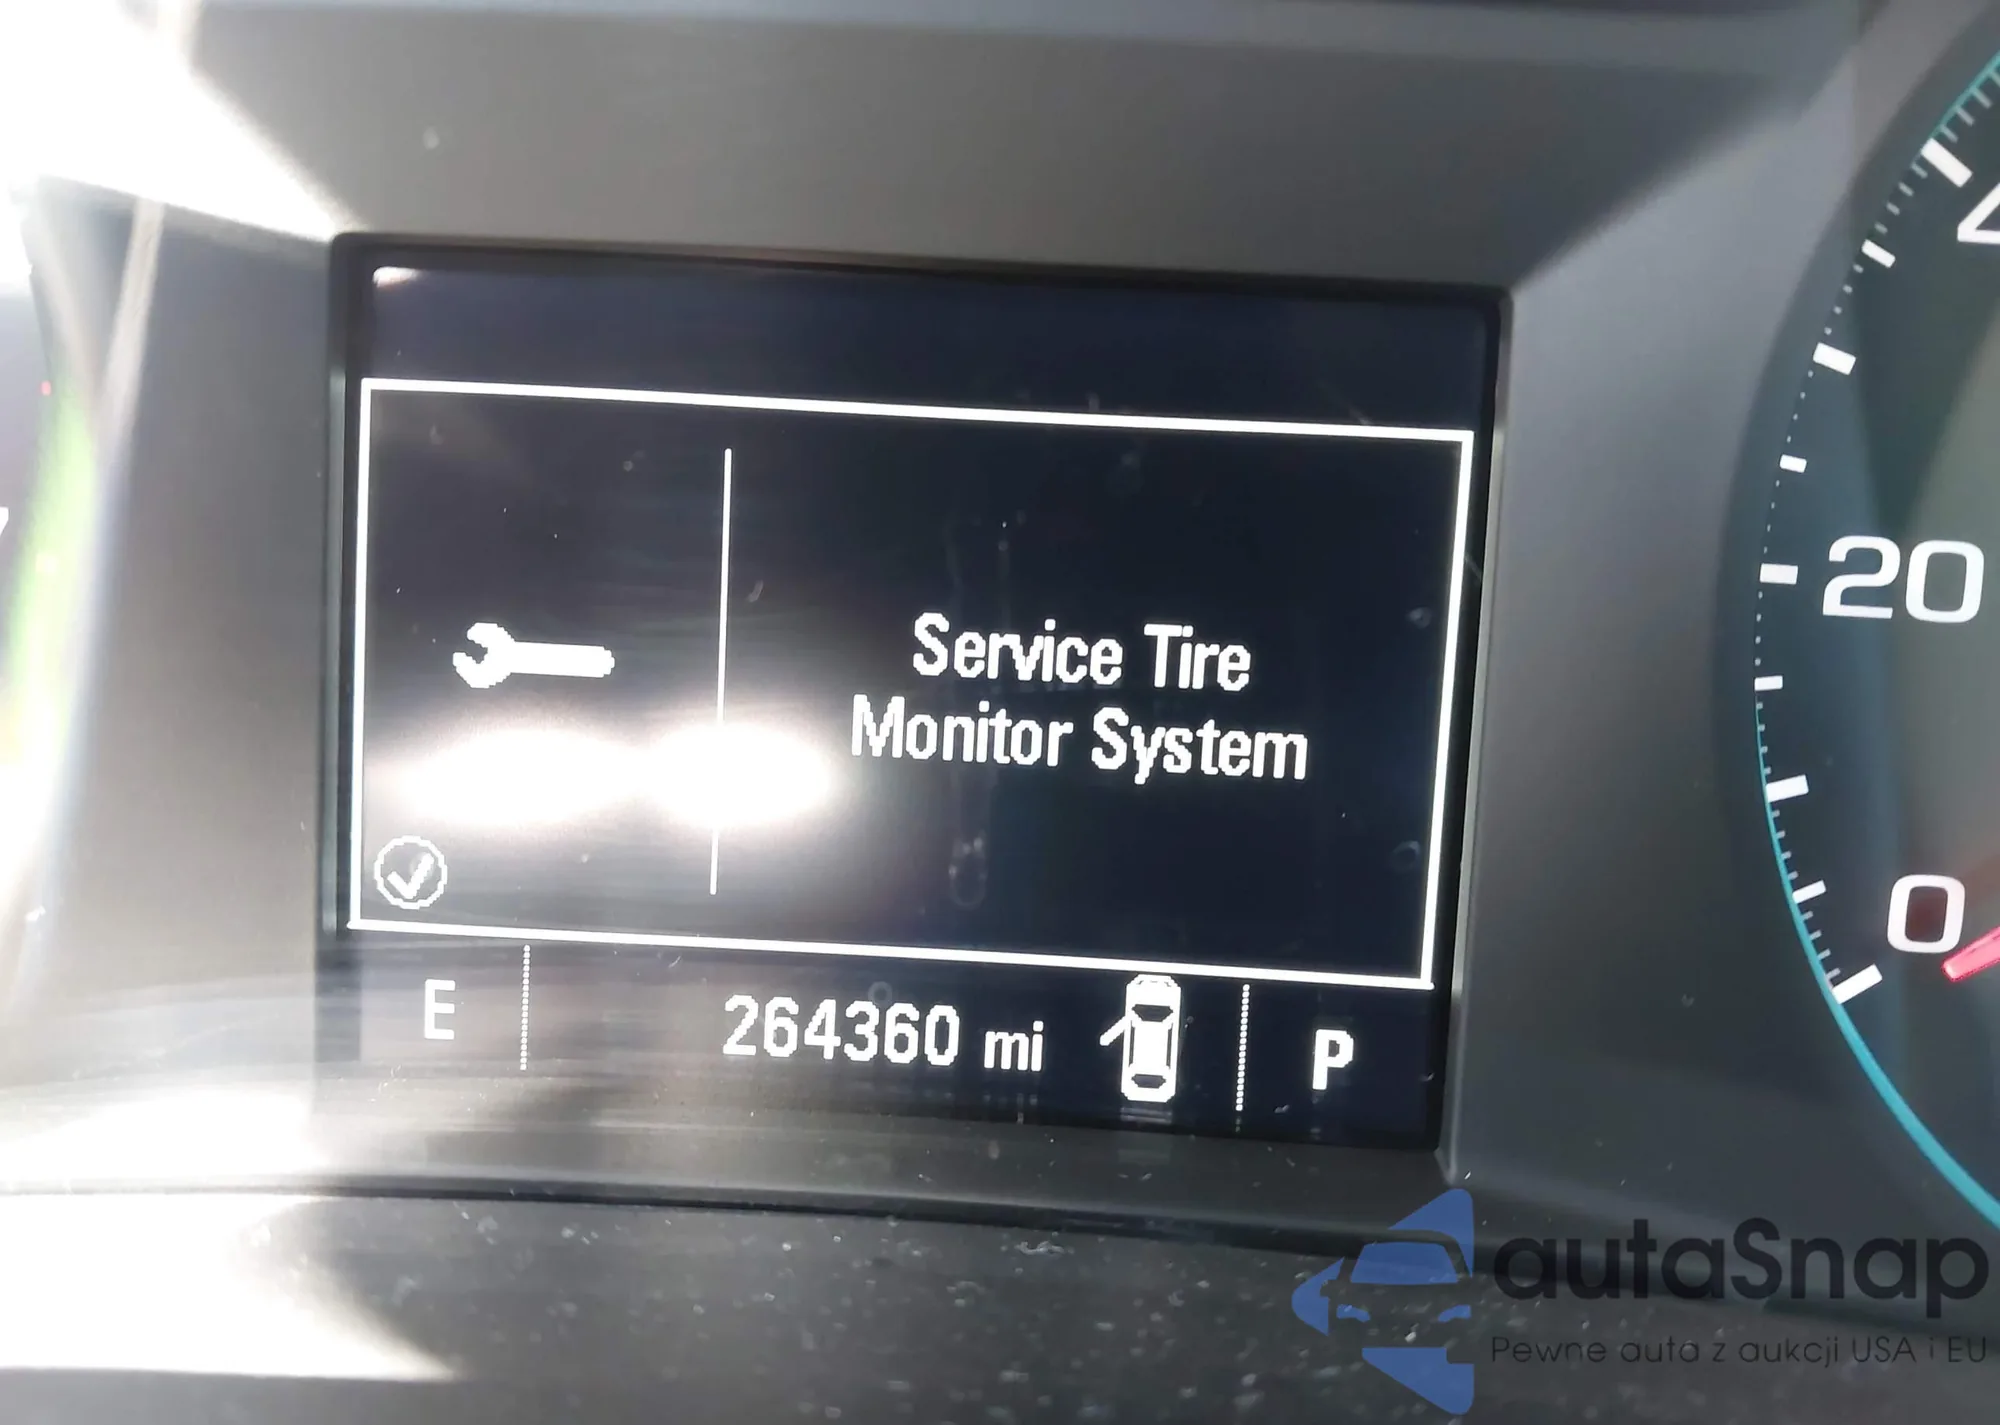 Service Tire
Monitor System
E
264360 mi
P
20
0
autaSnap
Pewne auta z aukcji USA i EU